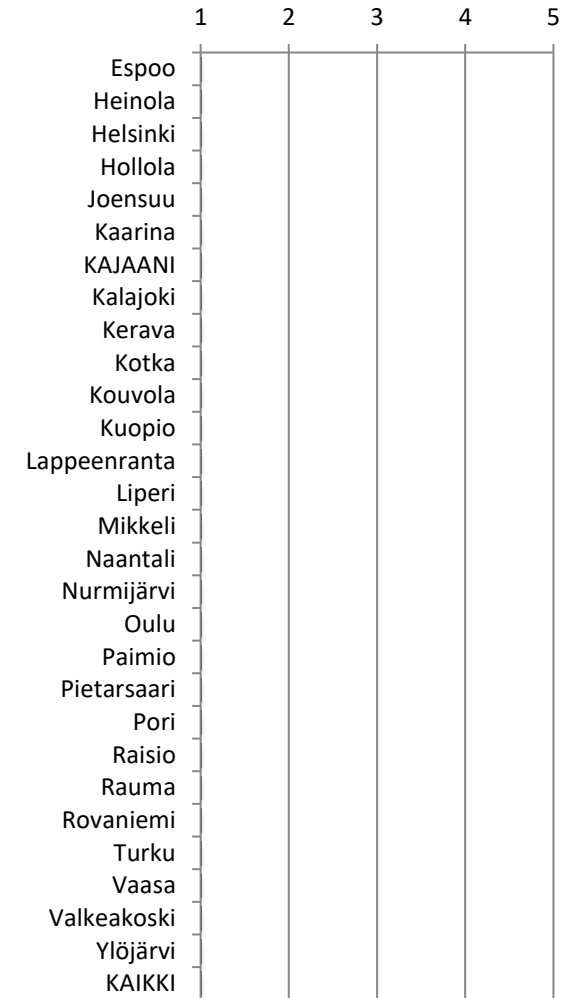 1 2 3 4 5
Espoo
Heinola
Helsinki
Hollola
Joensuu
Kaarina
KAJAANI
Kalajoki
Kerava
Kotka
Kouvola
Kuopio
Lappeenranta
Liperi
Mikkeli
Naantali
Nurmijärvi
Oulu
Paimio
Pietarsaari
Pori
Raisio
Rauma
Rovaniemi
Turku
Vaasa
Valkeakoski
Ylöjärvi
KAIKKI